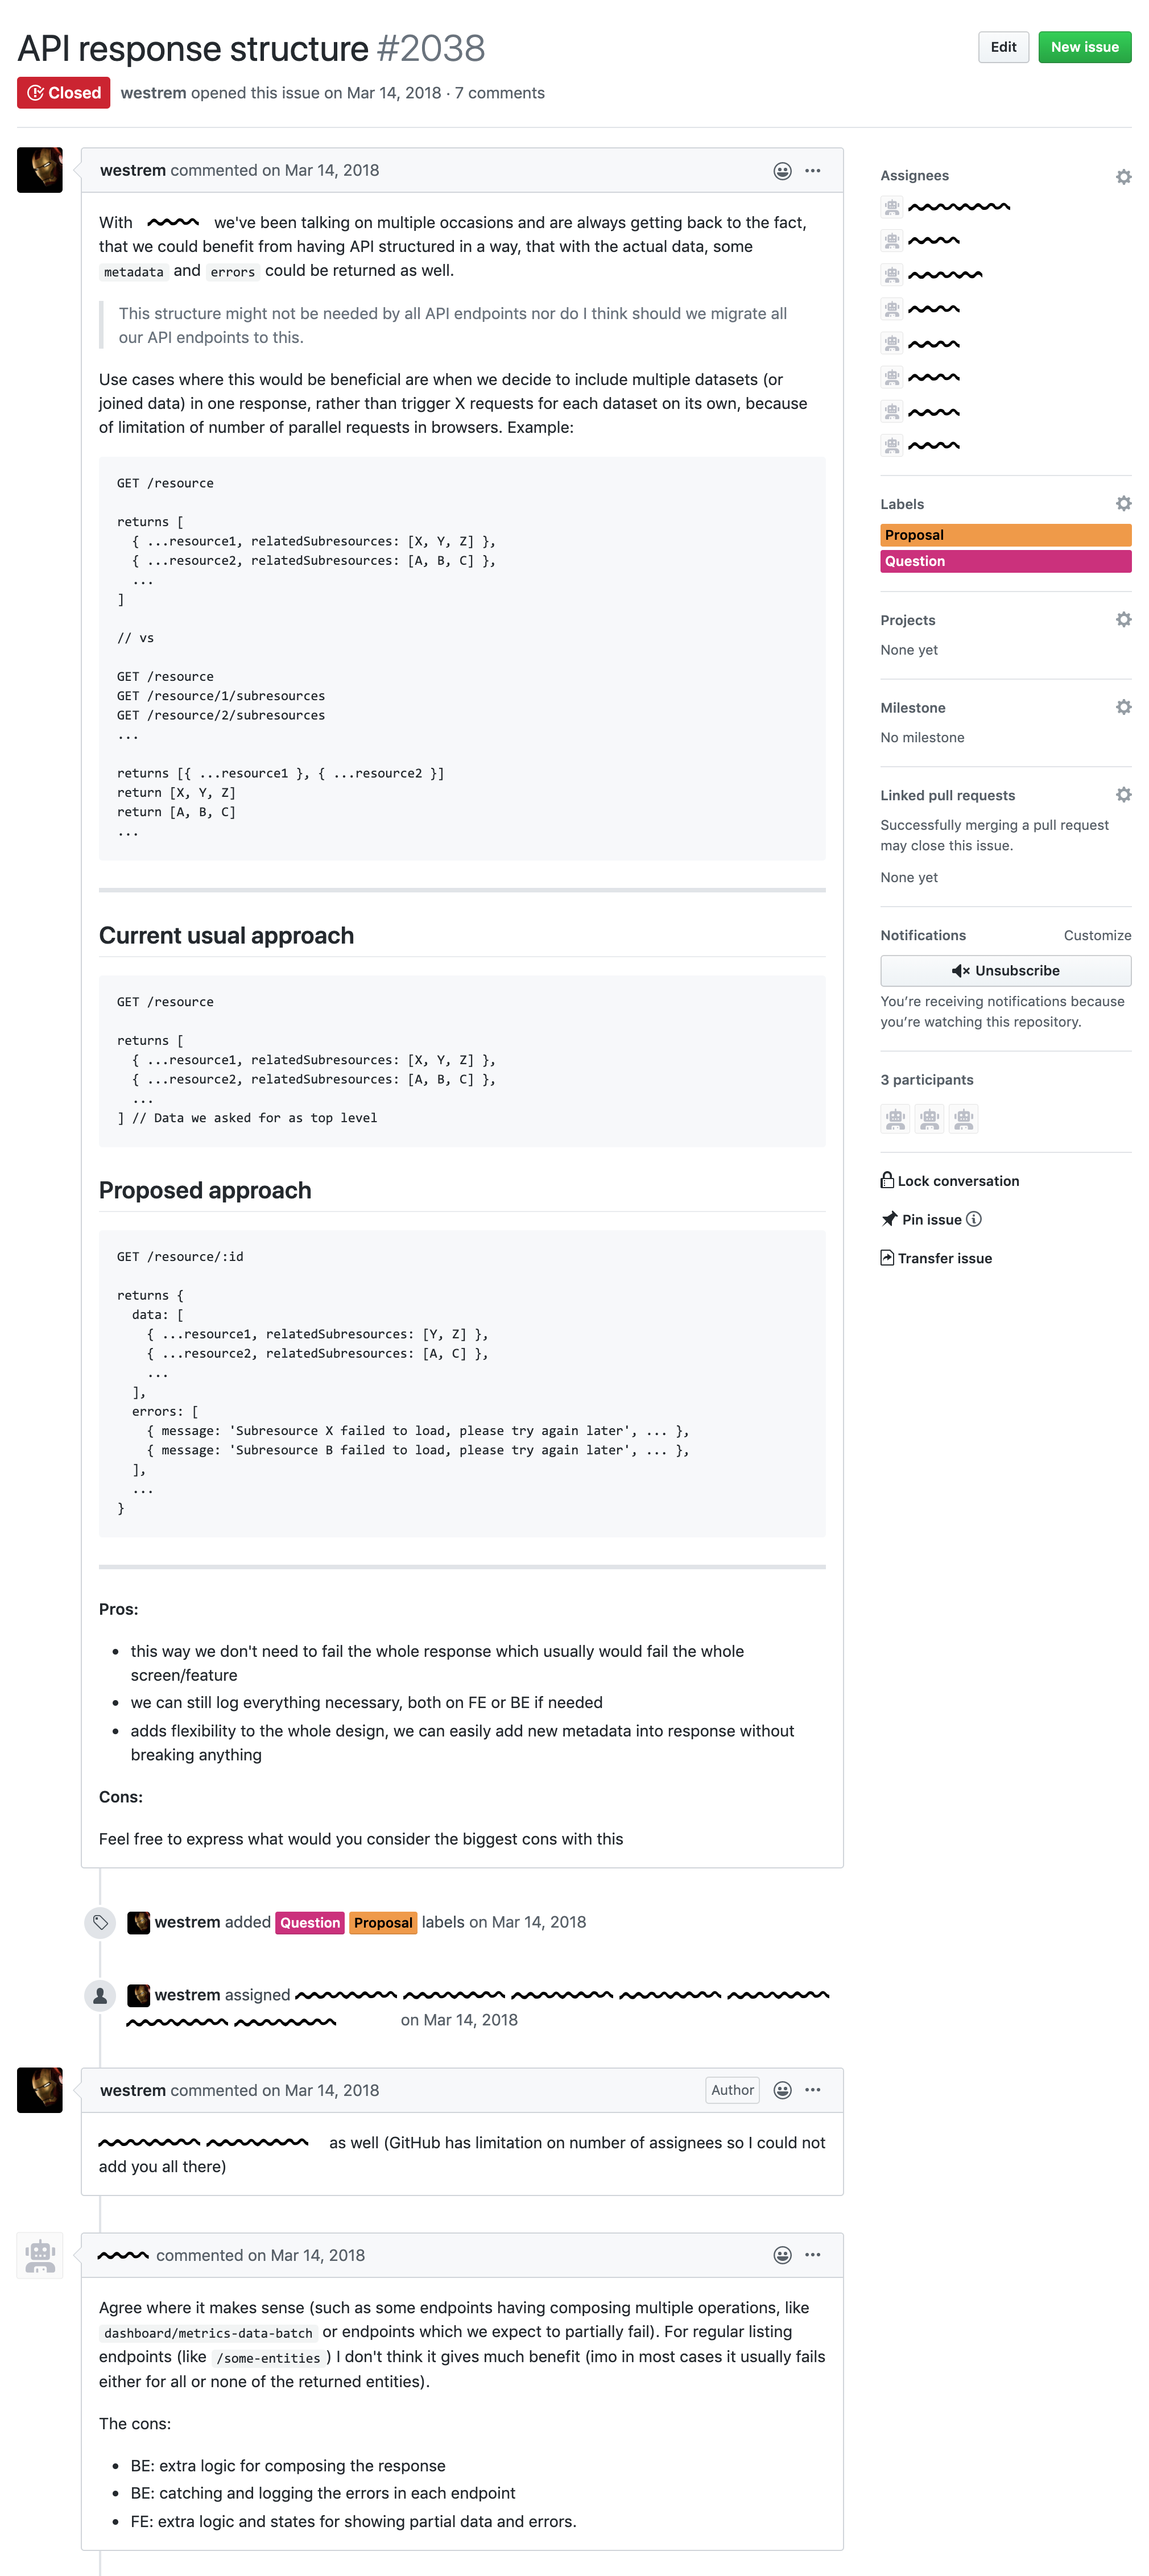 API response structure #2038
Edit
New issue
Closed
westrem opened this issue on Mar 14, 2018 · 7 comments
westrem commented on Mar 14, 2018
With we've been talking on multiple occasions and are always getting back to the fact,
that we could benefit from having API structured in a way, that with the actual data, some
metadata and errors could be returned as well.
This structure might not be needed by all API endpoints nor do I think should we migrate all
our API endpoints to this.
Use cases where this would be beneficial are when we decide to include multiple datasets (or
joined data) in one response, rather than trigger X requests for each dataset on its own, because
of limitation of number of parallel requests in browsers. Example:
GET /resource
returns [
  { ...resource1, relatedSubresources: [X, Y, Z] },
  { ...resource2, relatedSubresources: [A, B, C] },
  ...
]
// vs
GET /resource
GET /resource/1/subresources
GET /resource/2/subresources
...
returns [{ ...resource1 }, { ...resource2 }]
return [X, Y, Z]
return [A, B, C]
...
Current usual approach
GET /resource
returns [
  { ...resource1, relatedSubresources: [X, Y, Z] },
  { ...resource2, relatedSubresources: [A, B, C] },
  ...
] // Data we asked for as top level
Proposed approach
GET /resource/:id
returns {
  data: [
    { ...resource1, relatedSubresources: [Y, Z] },
    { ...resource2, relatedSubresources: [A, C] },
    ...
  ],
  errors: [
    { message: 'Subresource X failed to load, please try again later', ... },
    { message: 'Subresource B failed to load, please try again later', ... },
  ],
  ...
}
Pros:
• this way we don't need to fail the whole response which usually would fail the whole
screen/feature
• we can still log everything necessary, both on FE or BE if needed
• adds flexibility to the whole design, we can easily add new metadata into response without
breaking anything
Cons:
Feel free to express what would you consider the biggest cons with this
westrem added Question Proposal labels on Mar 14, 2018
westrem assigned
on Mar 14, 2018
westrem commented on Mar 14, 2018
Author
as well (GitHub has limitation on number of assignees so I could not
add you all there)
commented on Mar 14, 2018
Agree where it makes sense (such as some endpoints having composing multiple operations, like
dashboard/metrics-data-batch or endpoints which we expect to partially fail). For regular listing
endpoints (like /some-entities ) I don't think it gives much benefit (imo in most cases it usually fails
either for all or none of the returned entities).
The cons:
• BE: extra logic for composing the response
• BE: catching and logging the errors in each endpoint
• FE: extra logic and states for showing partial data and errors.
Assignees
Labels
Proposal
Question
Projects
None yet
Milestone
No milestone
Linked pull requests
Successfully merging a pull request
may close this issue.
None yet
Notifications
Customize
Unsubscribe
You're receiving notifications because
you're watching this repository.
3 participants
Lock conversation
Pin issue
Transfer issue